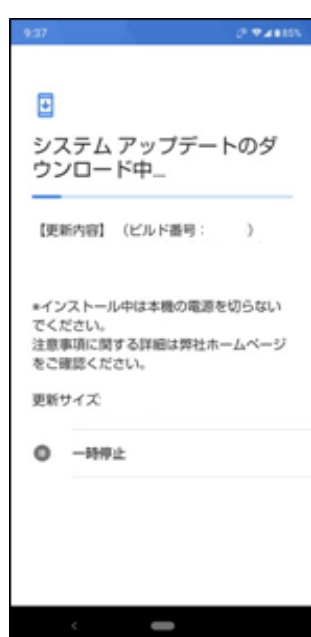 9:37
85%
システム アップデートのダ
ウンロード中...
【更新内容】 （ビルド番号： ）
*インストール中は本機の電源を切らない
でください。
注意事項に関する詳細は弊社ホームページ
をご確認ください。
更新サイズ:
一時停止